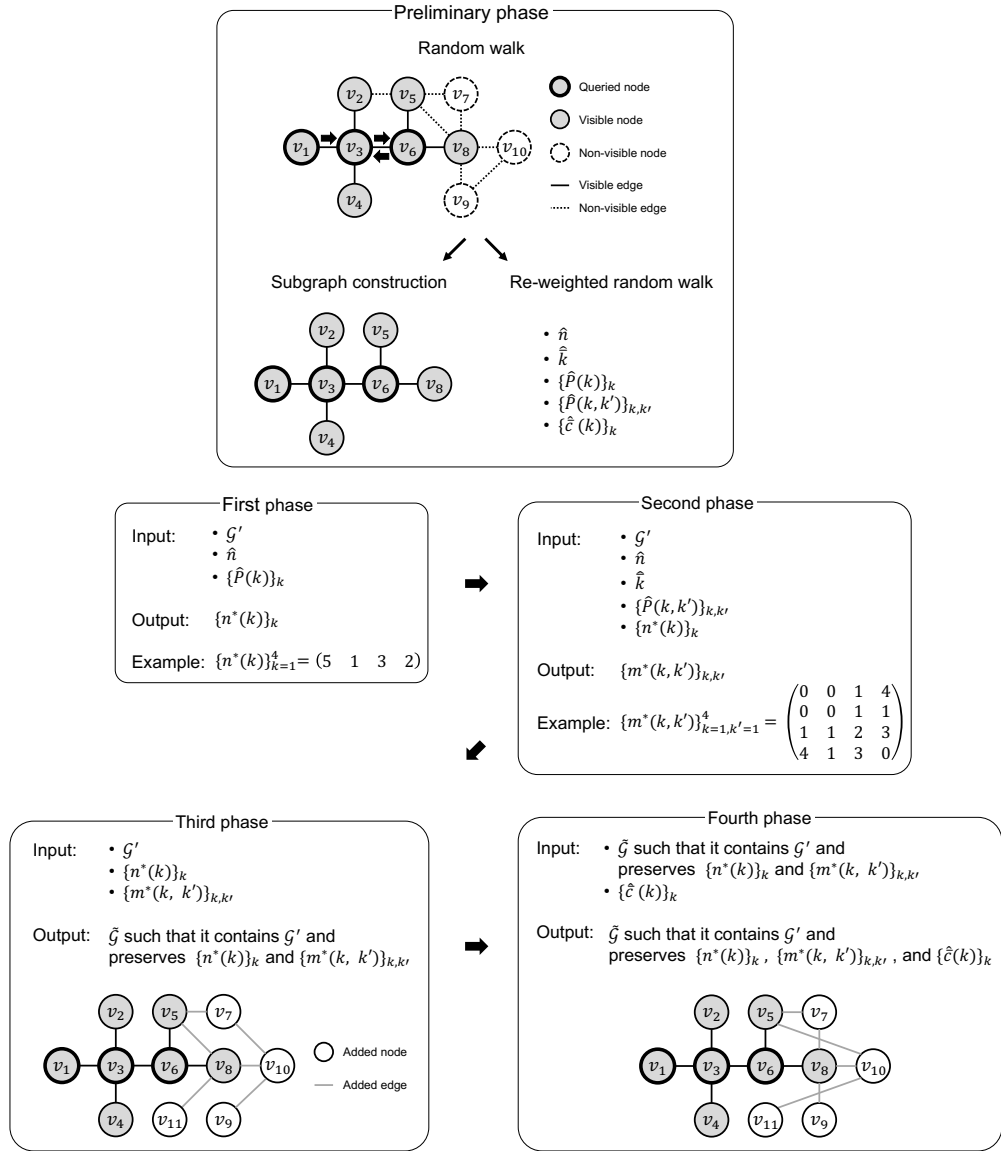 Preliminary phase
Random walk
v₂ v₅ v₇
v₁ v₃ v₆ v₈ v₁₀
v₄ v₉
Queried node
Visible node
Non-visible node
Visible edge
Non-visible edge
Subgraph construction
v₂ v₅
v₁ v₃ v₆ v₈
v₄
Re-weighted random walk
• n̂
• k̄̂
• {P̂(k)}ₖ
• {P̂(k, k′)}ₖ,ₖ′
• {c̄̂(k)}ₖ
First phase
Input: • 𝒢′
• n̂
• {P̂(k)}ₖ
Output: {n*(k)}ₖ
Example: {n*(k)}⁴ₖ₌₁ = (5 1 3 2)
Second phase
Input: • 𝒢′
• n̂
• k̄̂
• {P̂(k, k′)}ₖ,ₖ′
• {n*(k)}ₖ
Output: {m*(k, k′)}ₖ,ₖ′
Example: {m*(k, k′)}⁴ₖ₌₁,ₖ′₌₁ =
0 0 1 4
0 0 1 1
1 1 2 3
4 1 3 0
Third phase
Input: • 𝒢′
• {n*(k)}ₖ
• {m*(k, k′)}ₖ,ₖ′
Output: 𝒢̃ such that it contains 𝒢′ and
preserves {n*(k)}ₖ and {m*(k, k′)}ₖ,ₖ′
v₂ v₅ v₇
v₁ v₃ v₆ v₈ v₁₀
v₄ v₁₁ v₉
Added node
Added edge
Fourth phase
Input: • 𝒢̃ such that it contains 𝒢′ and
preserves {n*(k)}ₖ and {m*(k, k′)}ₖ,ₖ′
• {c̄̂(k)}ₖ
Output: 𝒢̃ such that it contains 𝒢′ and
preserves {n*(k)}ₖ , {m*(k, k′)}ₖ,ₖ′ , and {c̄̂(k)}ₖ
v₂ v₅ v₇
v₁ v₃ v₆ v₈ v₁₀
v₄ v₁₁ v₉